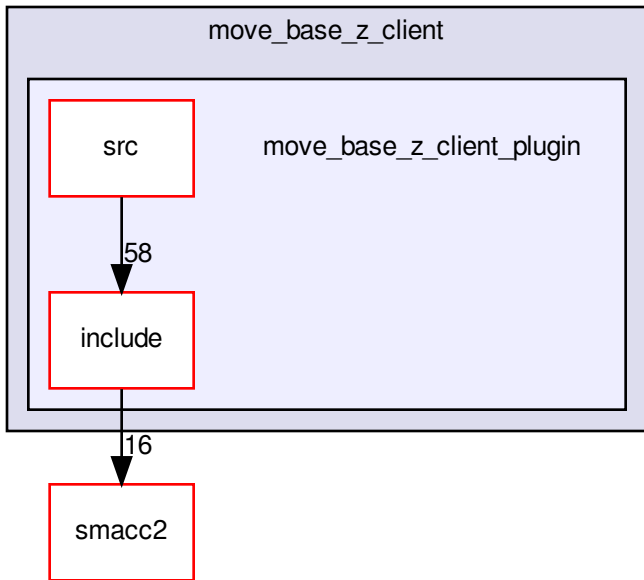 move_base_z_client
src
move_base_z_client_plugin
58
include
16
smacc2